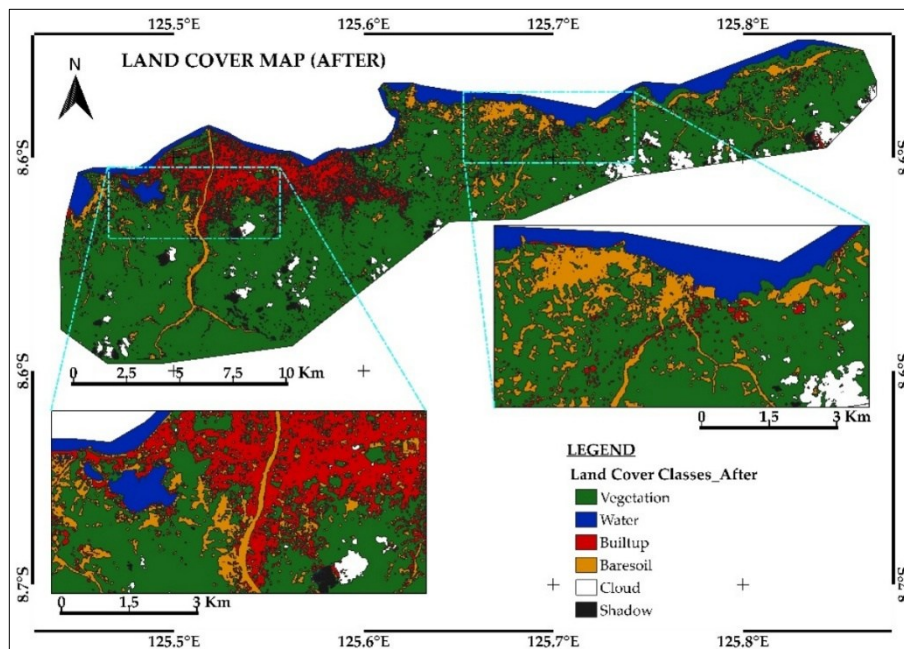 125.5°E 125.6°E 125.7°E 125.8°E
LAND COVER MAP (AFTER)
N
8.6°S 8.6°S
0 2,5 5 7,5 10 Km
8.6°S 8.6°S
0 1,5 3 Km
LEGEND
Land Cover Classes_After
Vegetation
Water
Builtup
Baresoil
Cloud
Shadow
8.7°S 8.7°S
0 1,5 3 Km
125.5°E 125.6°E 125.7°E 125.8°E